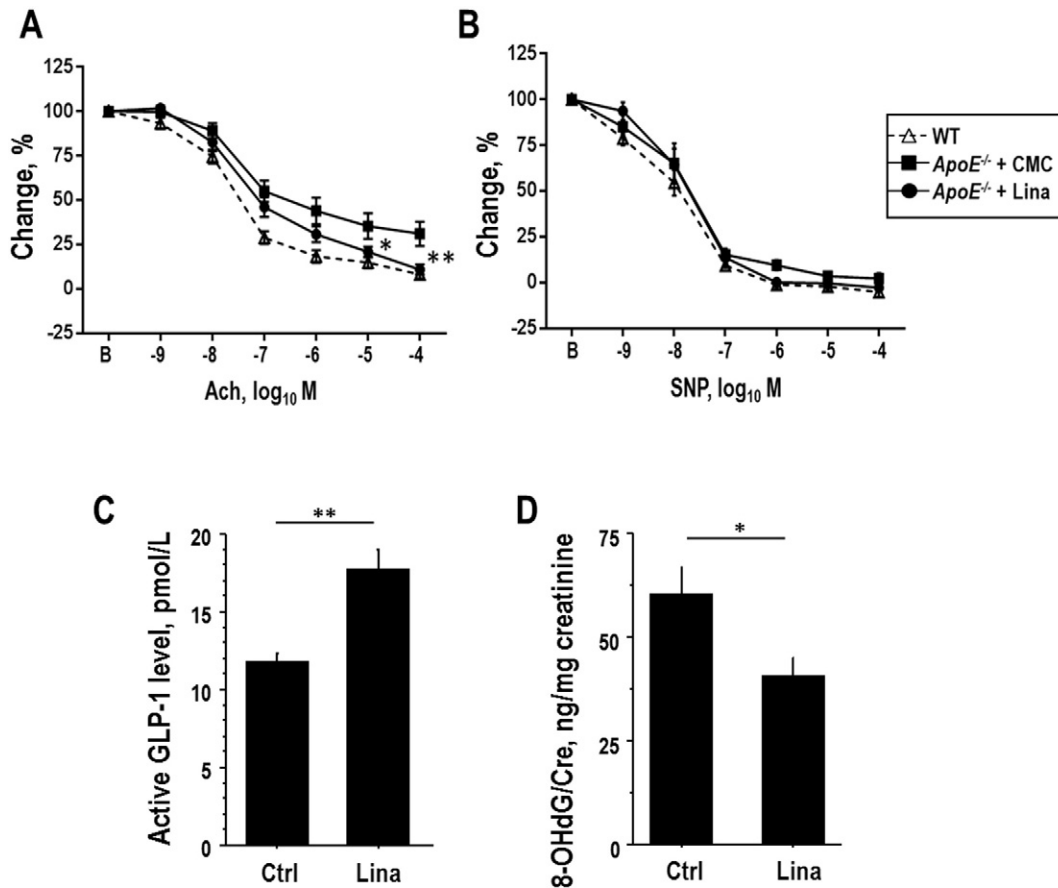 A
Change, %
125
100
75
50
25
0
-25
*
**
B -9 -8 -7 -6 -5 -4
Ach, log₁₀ M
B
Change, %
125
100
75
50
25
0
-25
B -9 -8 -7 -6 -5 -4
SNP, log₁₀ M
WT
ApoE⁻/⁻ + CMC
ApoE⁻/⁻ + Lina
C
Active GLP-1 level, pmol/L
20
15
10
5
0
**
Ctrl Lina
D
8-OHdG/Cre, ng/mg creatinine
75
50
25
0
*
Ctrl Lina